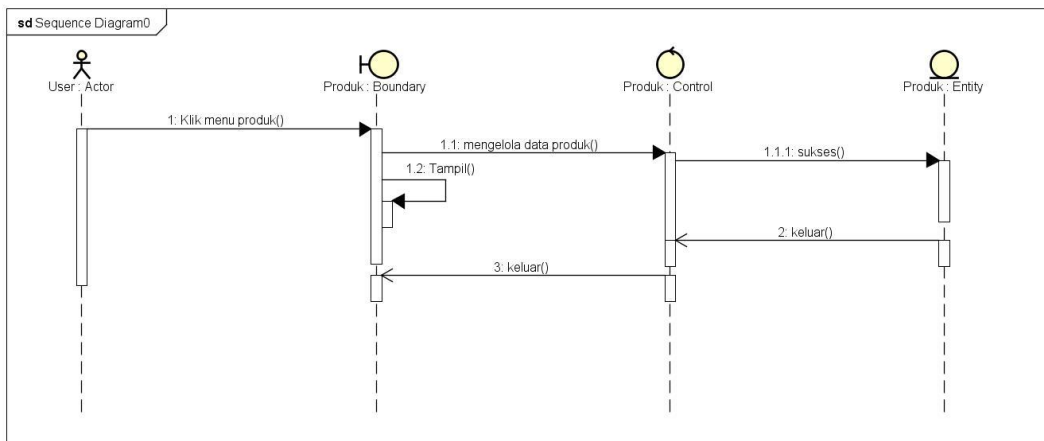 sd Sequence Diagram0
User : Actor
Produk : Boundary
Produk : Control
Produk : Entity
1: Klik menu produk()
1.1: mengelola data produk()
1.1.1: sukses()
1.2: Tampil()
2: keluar()
3: keluar()